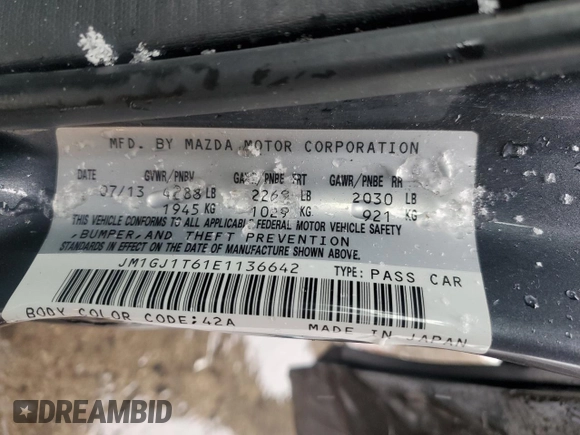 MFD. BY MAZDA MOTOR CORPORATION
DATE GVWR/PNBV GAWR/PNBE FRT GAWR/PNBE RR
07/13 4288 LB LB 2030 LB
1945 KG 1029 KG 921 KG
THIS VEHICLE CONFORMS TO ALL APPLICABLE FEDERAL MOTOR VEHICLE SAFETY
,BUMPER,AND THEFT PREVENTION
STANDARDS IN EFFECT ON THE DATE OF MANUFACTURE SHOWN ABOVE.
JM1GJ1T61E1136642 TYPE: PASS CAR
BODY COLOR CODE:42A MADE IN JAPAN
DREAMBID